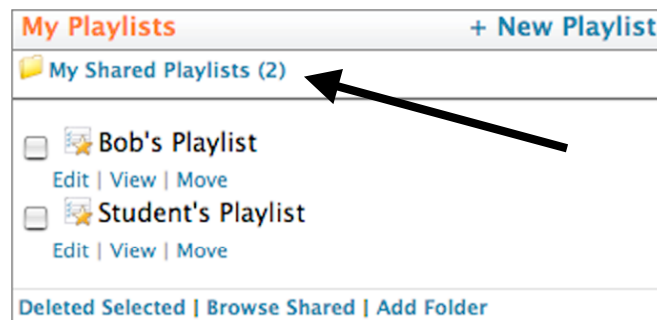 My Playlists + New Playlist
My Shared Playlists (2)
Bob's Playlist
Edit | View | Move
Student's Playlist
Edit | View | Move
Deleted Selected | Browse Shared | Add Folder